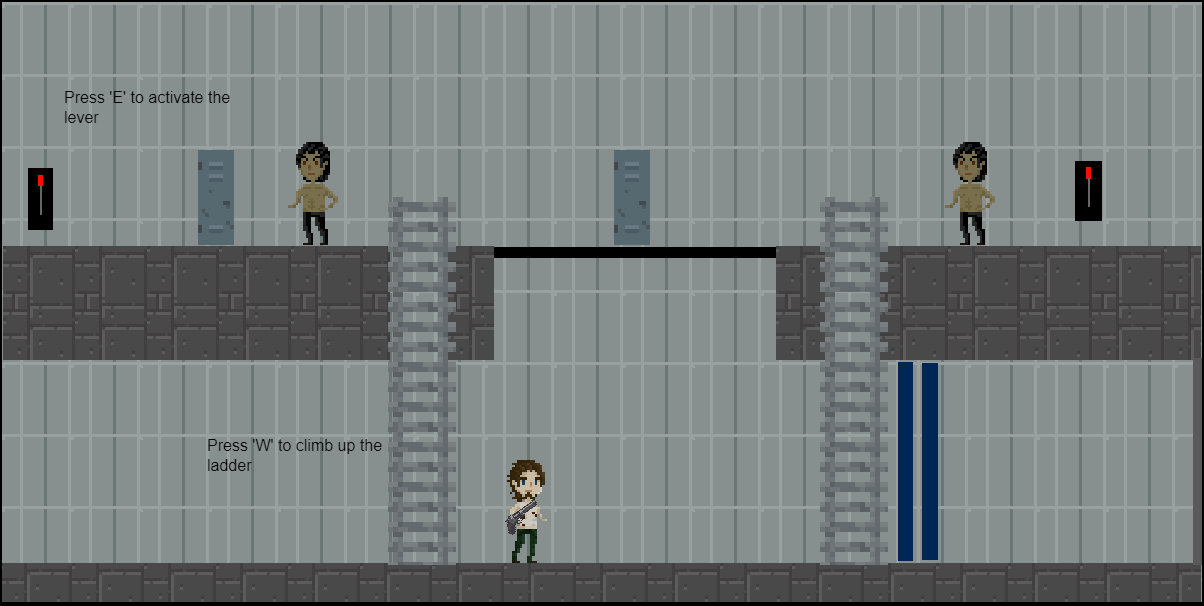 Press 'E' to activate the
lever
Press 'W' to climb up the
ladder